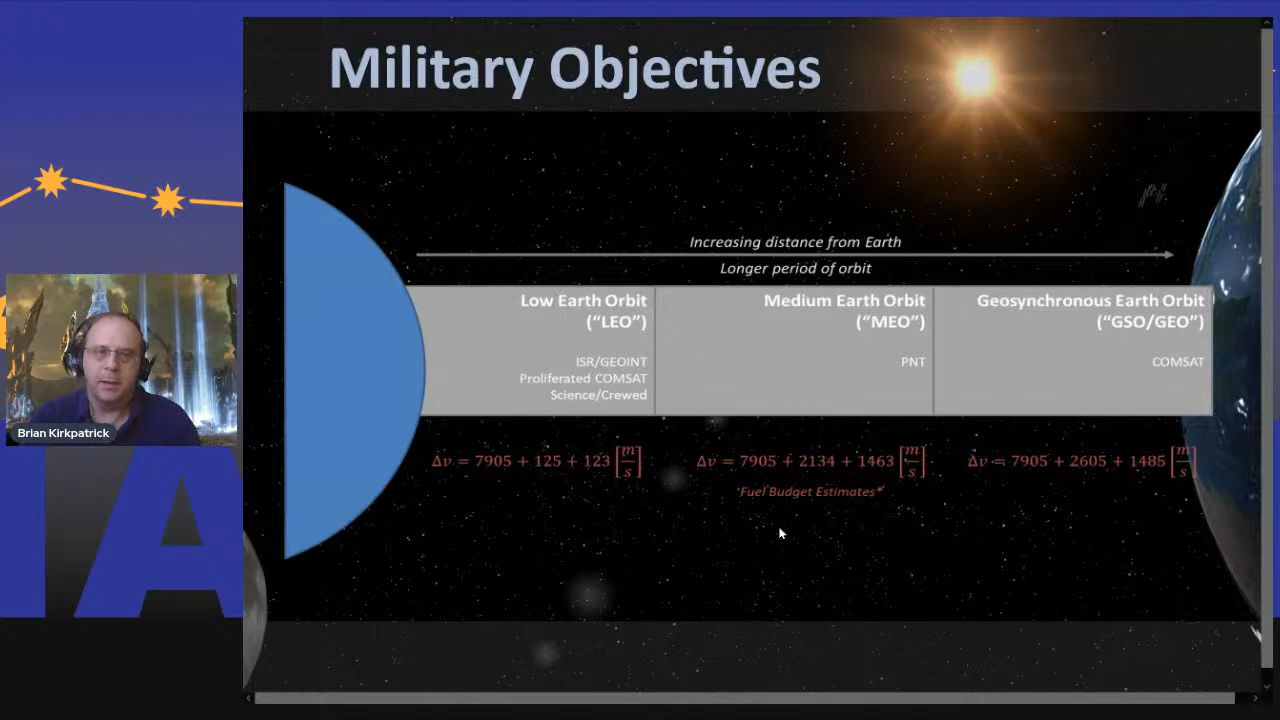 Military Objectives
Increasing distance from Earth
Longer period of orbit
Low Earth Orbit
("LEO")
ISR/GEOINT
Proliferated COMSAT
Science/Crewed
Medium Earth Orbit
("MEO")
PNT
Geosynchronous Earth Orbit
("GSO/GEO")
COMSAT
Δv = 7905 + 125 + 123 [m/s]
Δv = 7905 + 2134 + 1463 [m/s]
Δv = 7905 + 2605 + 1485 [m/s]
"Fuel Budget Estimates"
Brian Kirkpatrick
IA